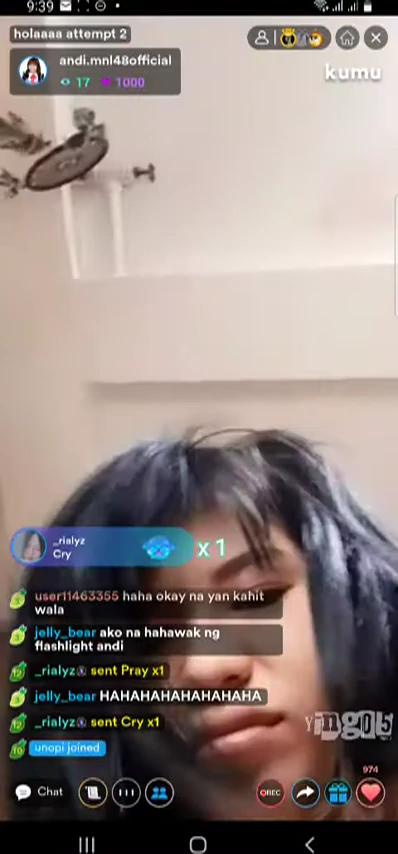 9:39
holaaaa attempt 2
andi.mnl48official
17 1000
kumu
_rialyz
Cry
x 1
user11463355 haha okay na yan kahit
wala
jelly_bear ako na hahawak ng
flashlight andi
_rialyz sent Pray x1
jelly_bear HAHAHAHAHAHAHAHA
_rialyz sent Cry x1
unopi joined
Yingo5
974
Chat
REC